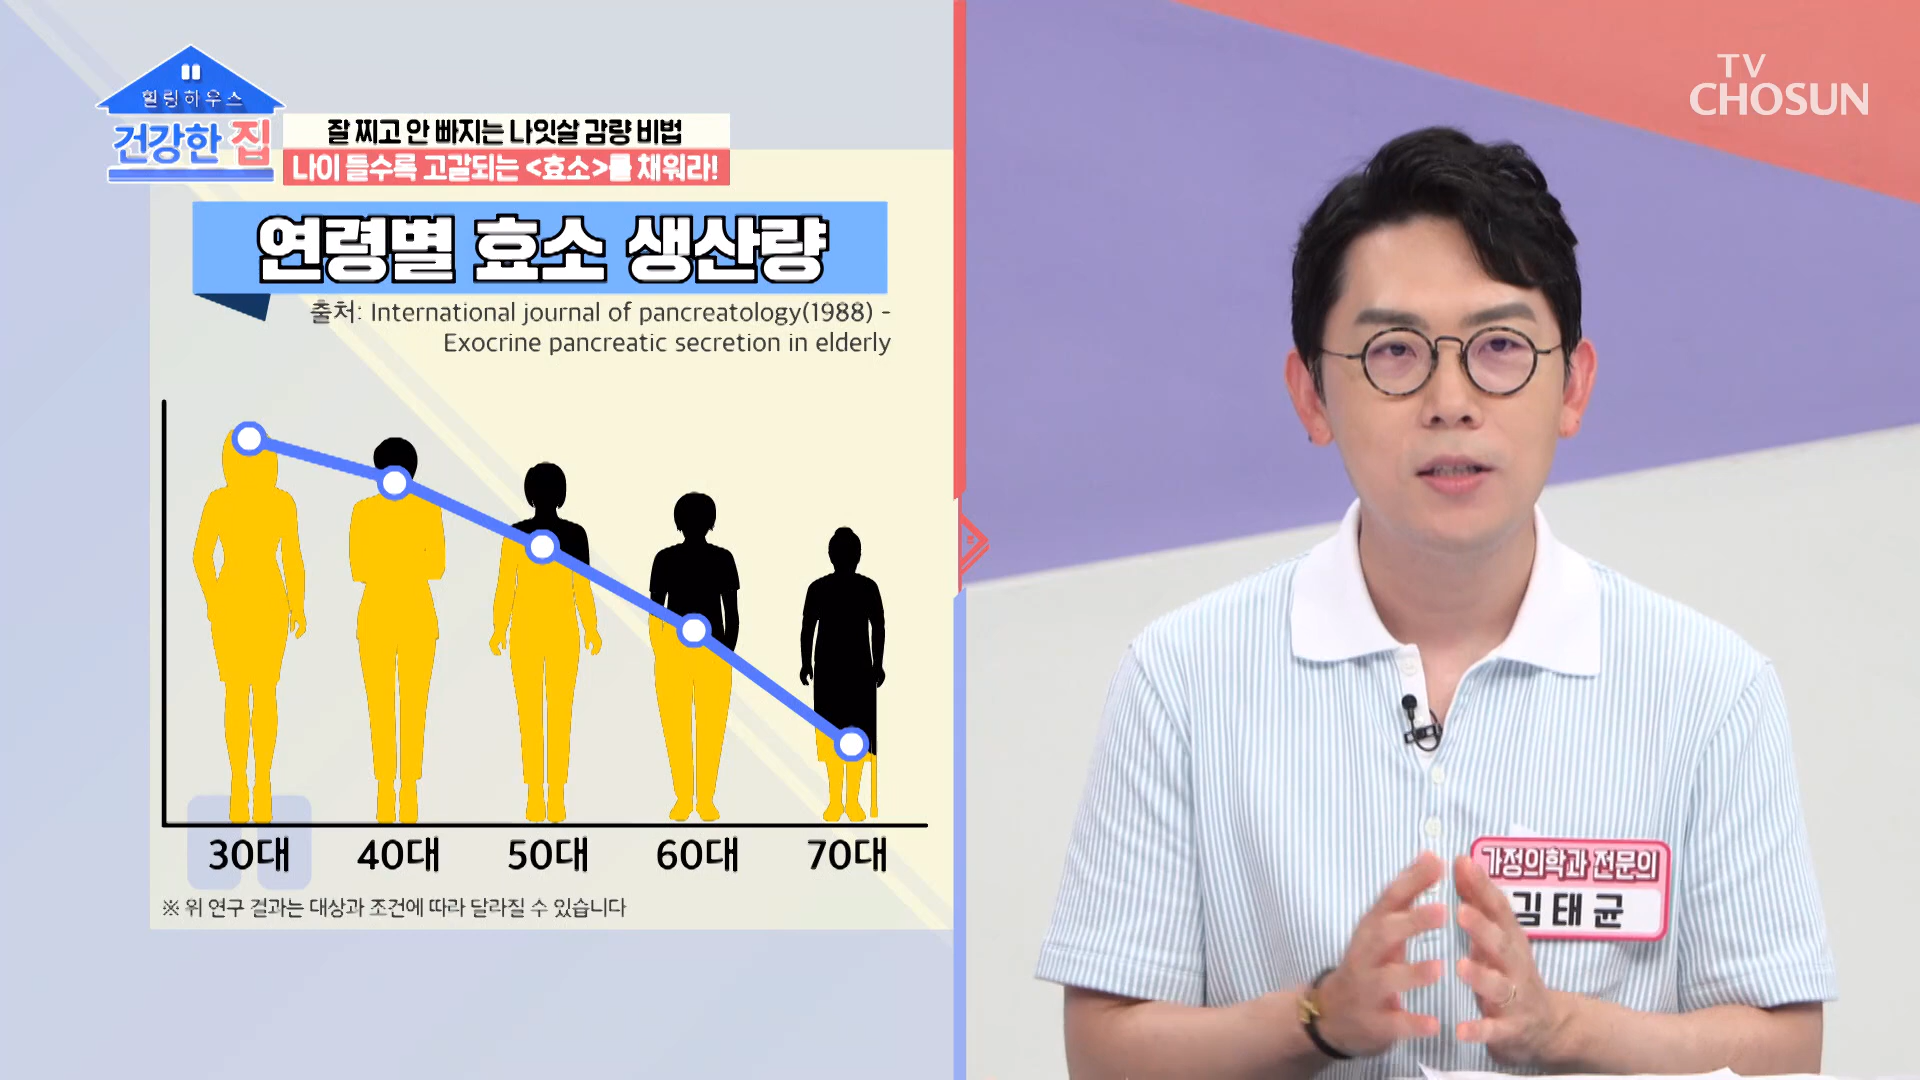 힐링하우스
건강한 집
잘 찌고 안 빠지는 나잇살 감량 비법
나이 들수록 고갈되는 <효소>를 채워라!
연령별 효소 생산량
출처: International journal of pancreatology(1988) -
Exocrine pancreatic secretion in elderly
30대 40대 50대 60대 70대
※ 위 연구 결과는 대상과 조건에 따라 달라질 수 있습니다
TV
CHOSUN
가정의학과 전문의
김태균